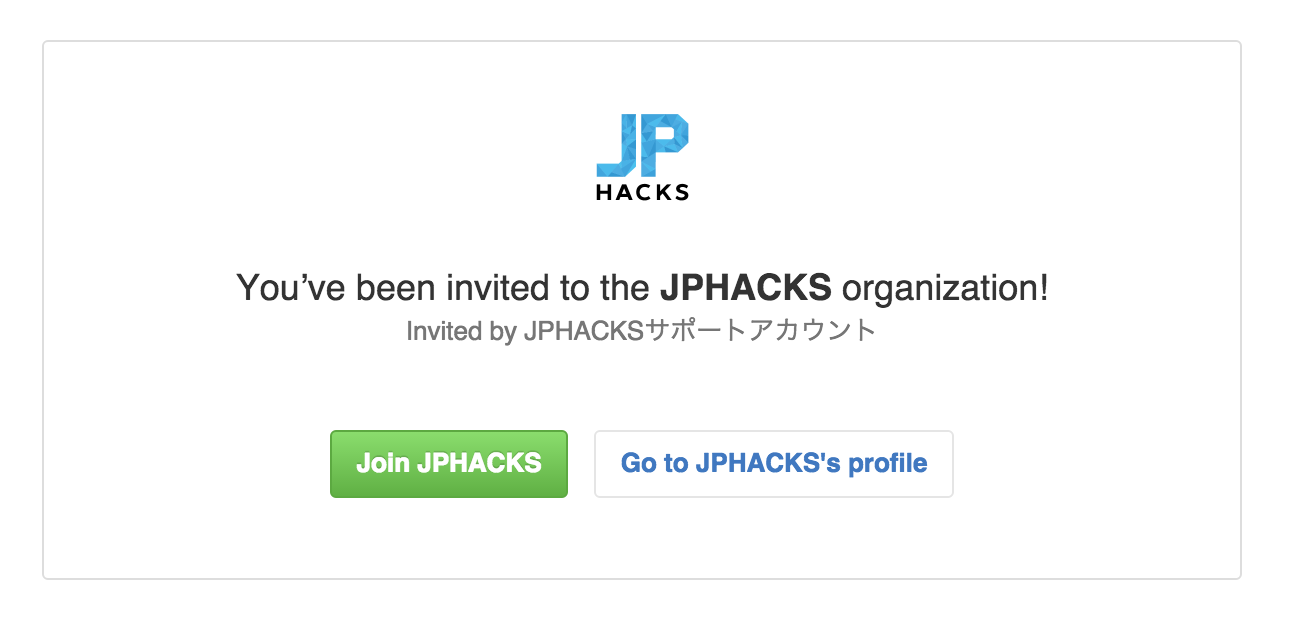 JP
HACKS
You’ve been invited to the JPHACKS organization!
Invited by JPHACKSサポートアカウント
Join JPHACKS
Go to JPHACKS's profile